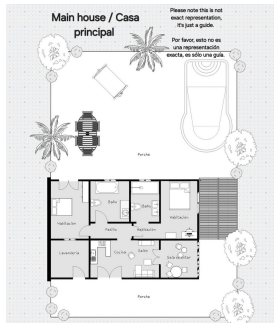 Main house / Casa
principal
Please note this is not
exact representation,
it's just a guide.
Por favor, esto no es
una representación
exacta, es sólo una guía.
Porche
Baño
Baño
Habitación
Habitación
Pasillo
Habitación
Lavandería
Cocina
Salón
Sala de estar
Porche